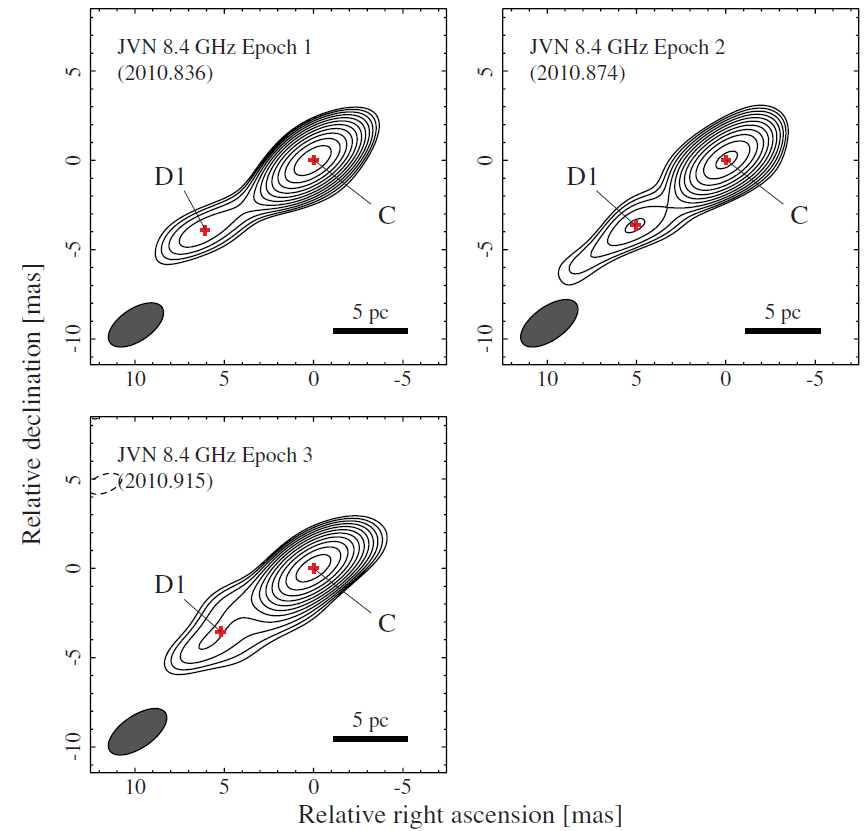 JVN 8.4 GHz Epoch 1
(2010.836)
D1
C
5 pc
5
0
-5
-10
10
5
0
-5
JVN 8.4 GHz Epoch 2
(2010.874)
D1
C
5 pc
5
0
-5
-10
10
5
0
-5
JVN 8.4 GHz Epoch 3
(2010.915)
D1
C
5 pc
5
0
-5
-10
10
5
0
-5
Relative declination [mas]
Relative right ascension [mas]